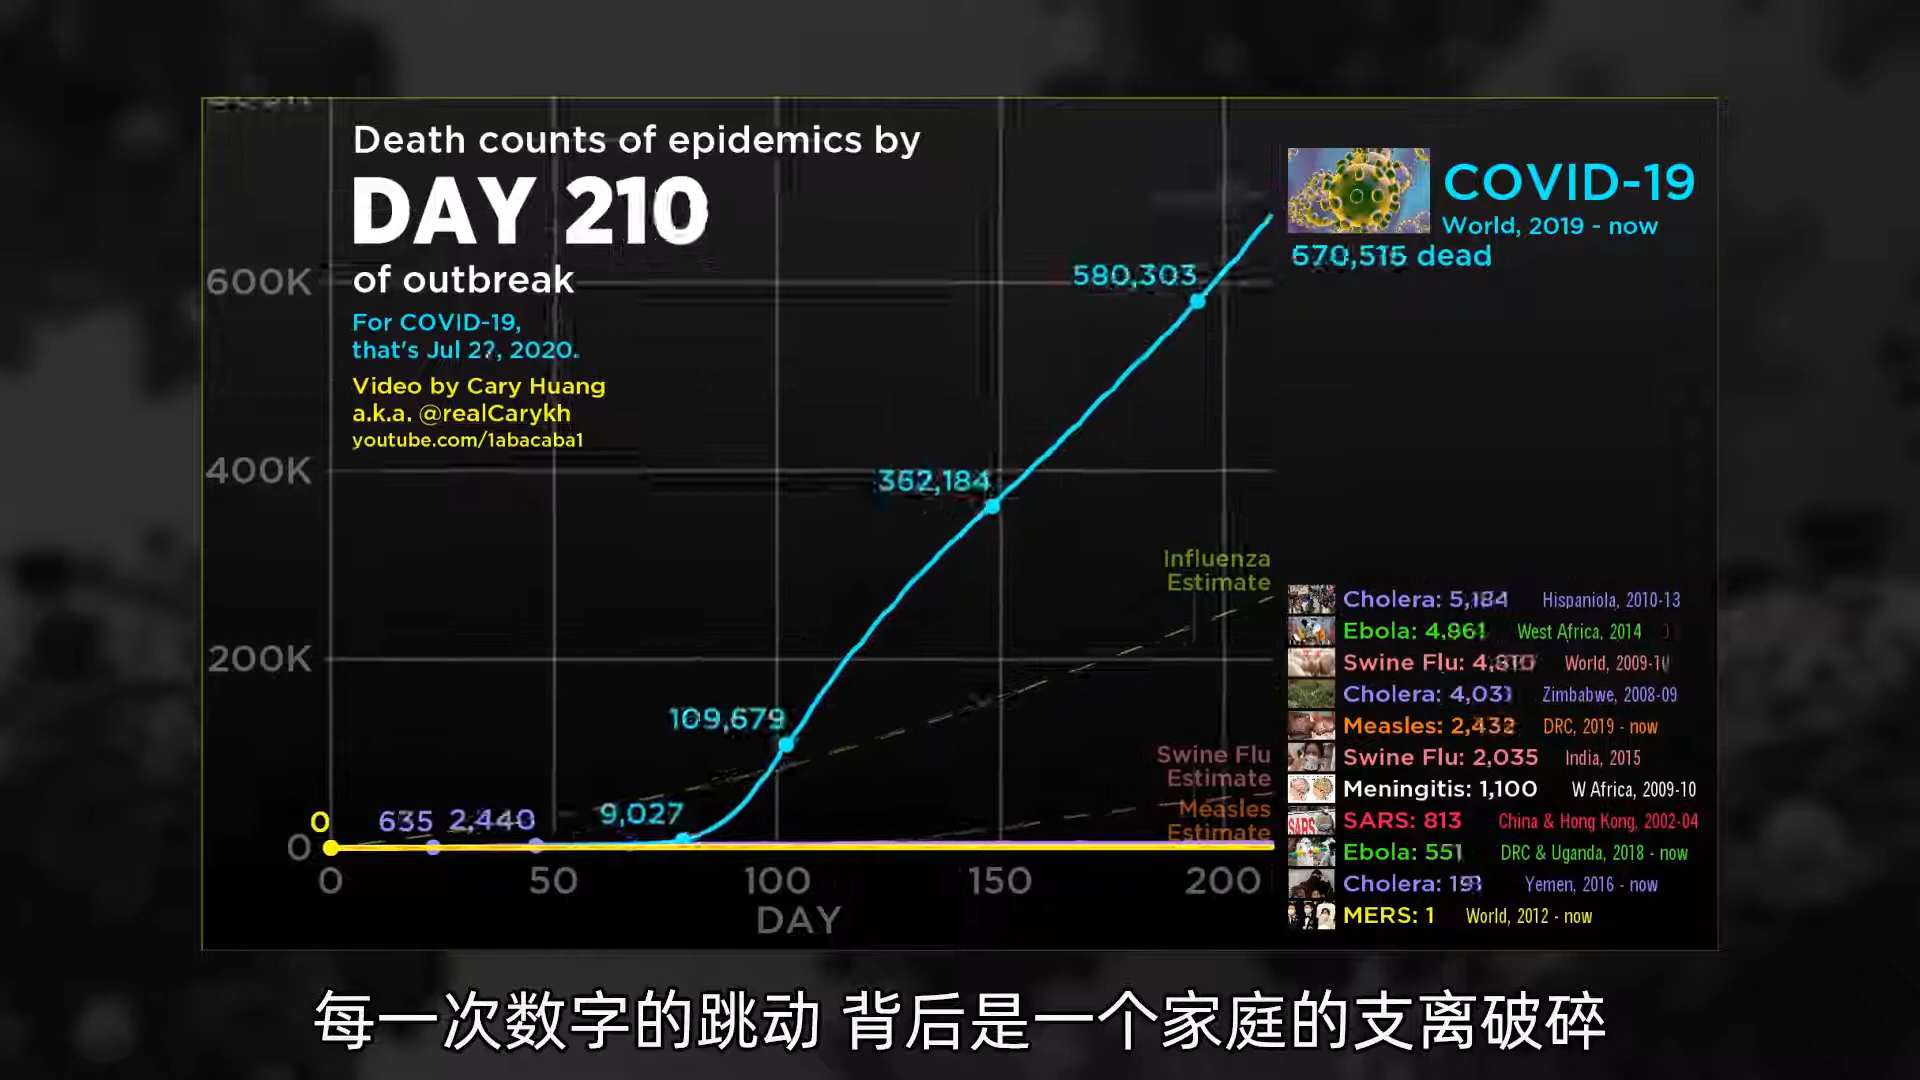 Death counts of epidemics by
DAY 210
of outbreak
For COVID-19,
that's Jul 2, 2020.
Video by Cary Huang
a.k.a. @realCarykh
youtube.com/1abacaba1
COVID-19
World, 2019 - now
dead
600K
400K
200K
0
580,303
362,184
109,679
9,027
2,440
635
0
Influenza
Estimate
Swine Flu
Estimate
Measles
Estimate
0 50 100 150 200
DAY
Cholera: 5,184 Hispaniola, 2010-13
Ebola: 4,961 West Africa, 2014
Swine Flu: World, 2009-10
Cholera: Zimbabwe, 2008-09
Measles: 2,432 DRC, 2019 - now
Swine Flu: 2,035 India, 2015
Meningitis: 1,100 W Africa, 2009-10
SARS
SARS: 813 China & Hong Kong, 2002-04
Ebola: 551 DRC & Uganda, 2018 - now
Cholera: Yemen, 2016 - now
MERS: 1 World, 2012 - now
每一次数字的跳动 背后是一个家庭的支离破碎